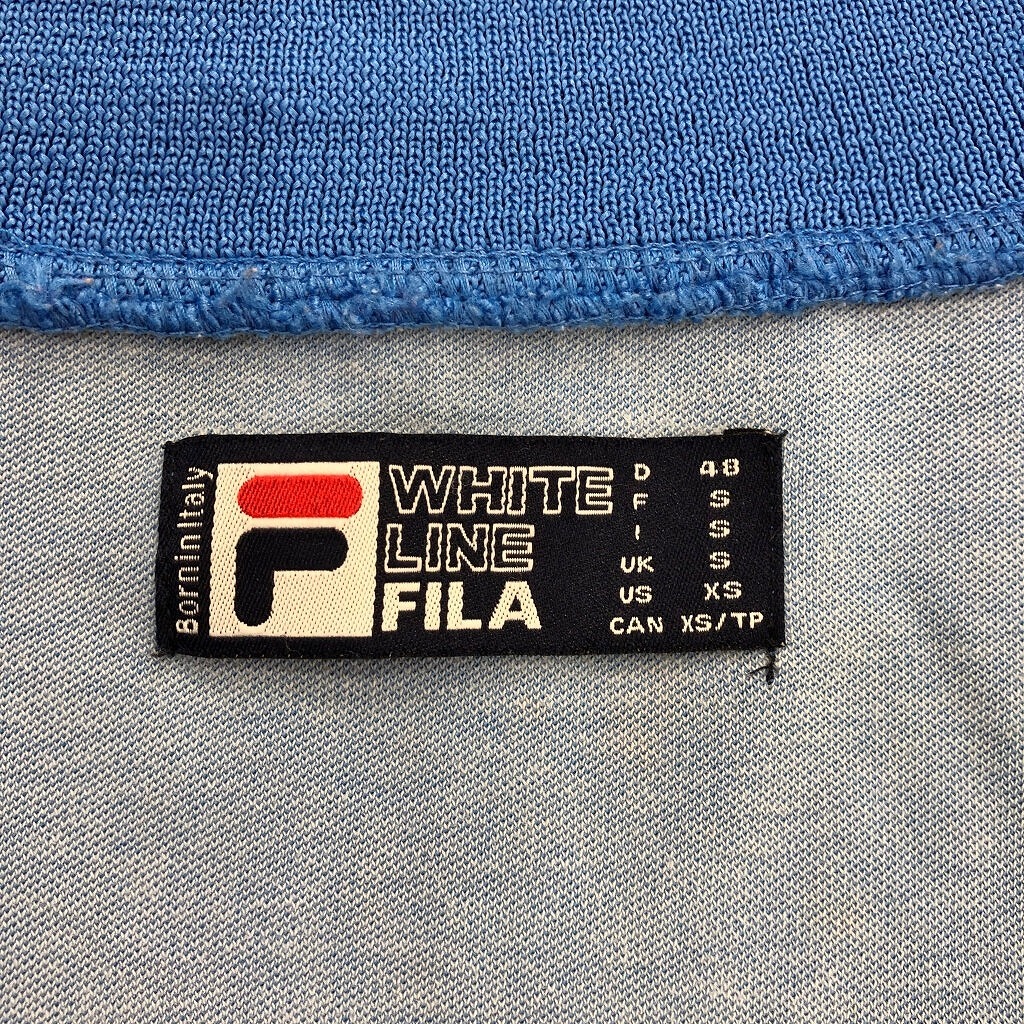 Born in Italy
F
WHITE
LINE
FILA
D 48
F S
I S
UK S
US XS
CAN XS/TP